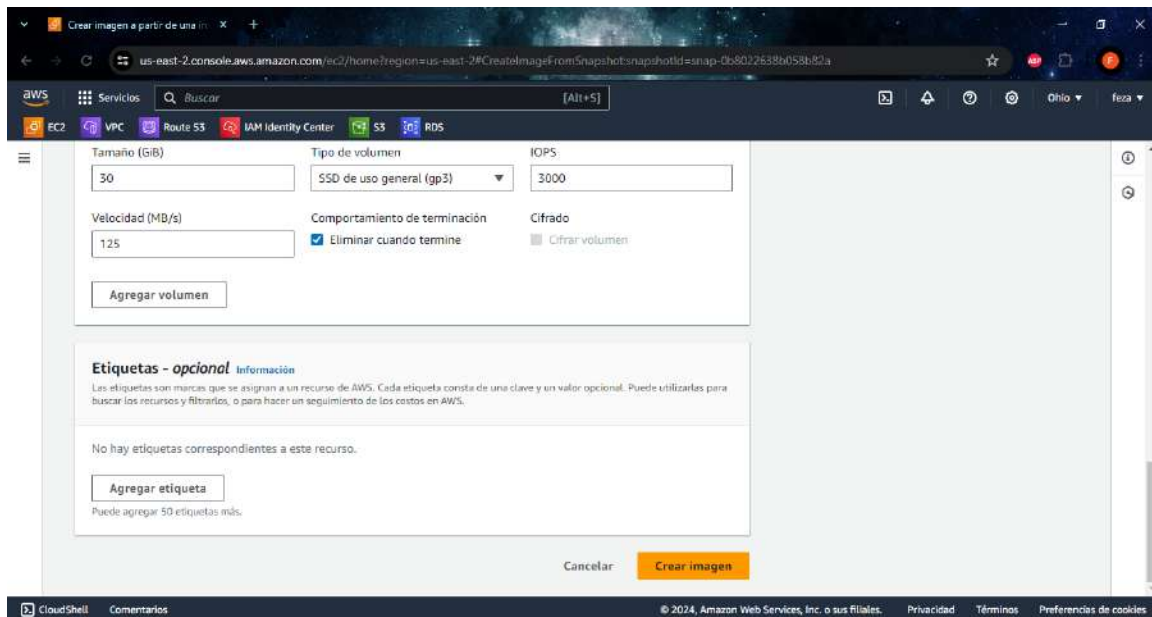 Crear imagen a partir de una in
us-east-2.console.aws.amazon.com/ec2/home?region=us-east-2#CreateImageFromSnapshot:snapshotId=snap-0b8022638b058b82a
ABP
F
aws
Servicios
Buscar
[Alt+S]
Ohio
feza
EC2
VPC
Route 53
IAM Identity Center
S3
RDS
Tamaño (GiB)
Tipo de volumen
IOPS
30
SSD de uso general (gp3)
3000
Velocidad (MB/s)
Comportamiento de terminación
Cifrado
125
Eliminar cuando termine
Cifrar volumen
Agregar volumen
Etiquetas - opcional Información
Las etiquetas son marcas que se asignan a un recurso de AWS. Cada etiqueta consta de una clave y un valor opcional. Puede utilizarlas para
buscar los recursos y filtrarlos, o para hacer un seguimiento de los costos en AWS.
No hay etiquetas correspondientes a este recurso.
Agregar etiqueta
Puede agregar 50 etiquetas más.
Cancelar
Crear imagen
CloudShell
Comentarios
© 2024, Amazon Web Services, Inc. o sus filiales.
Privacidad
Términos
Preferencias de cookies